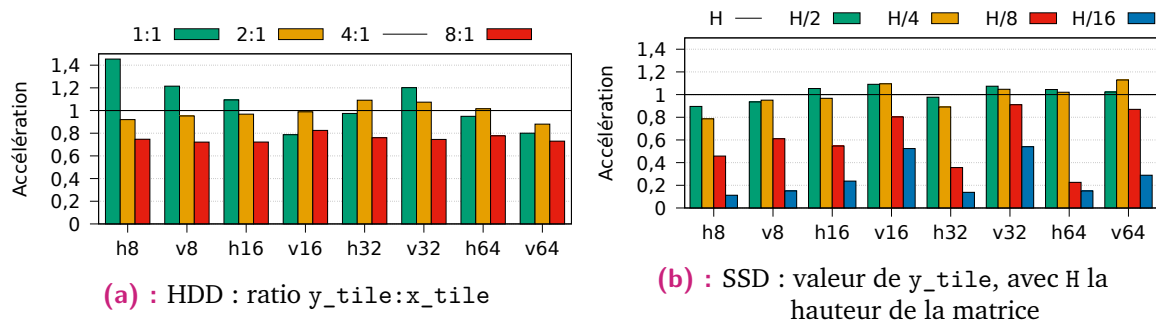 1:1 2:1 4:1 8:1
Accélération
1,4
1,2
1
0,8
0,6
0,4
0,2
0
h8 v8 h16 v16 h32 v32 h64 v64
(a) : HDD : ratio y_tile:x_tile
H H/2 H/4 H/8 H/16
Accélération
1,4
1,2
1
0,8
0,6
0,4
0,2
0
h8 v8 h16 v16 h32 v32 h64 v64
(b) : SSD : valeur de y_tile, avec H la
hauteur de la matrice